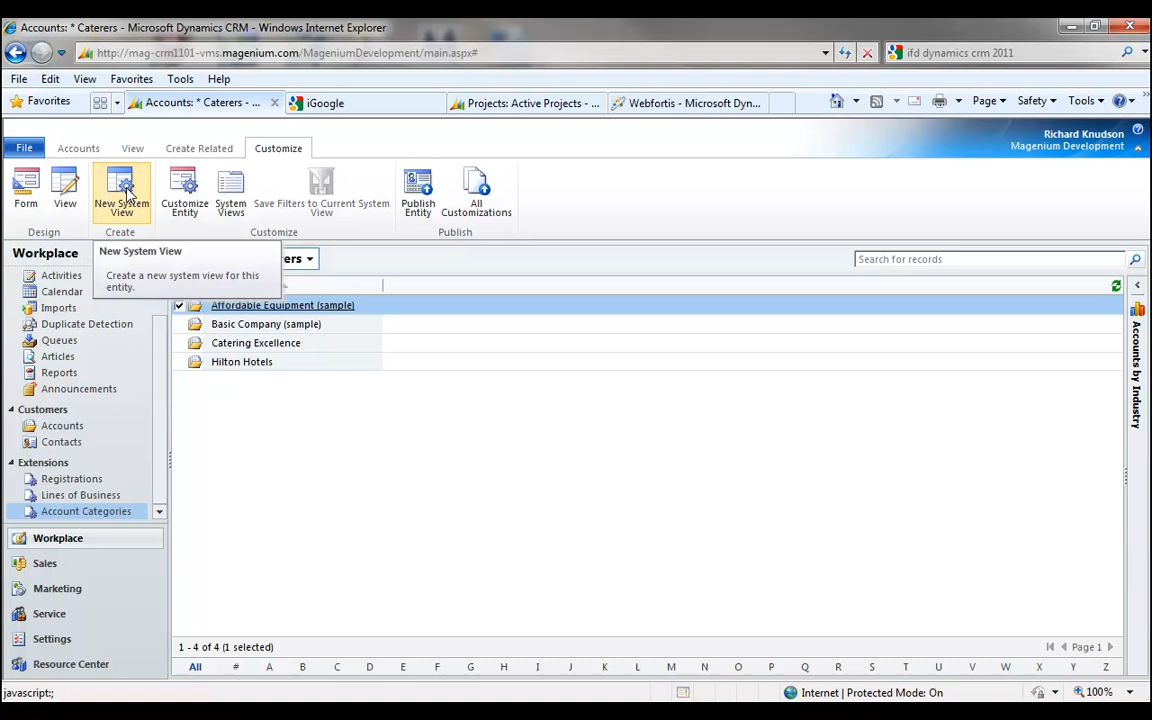 Accounts: * Caterers - Microsoft Dynamics CRM - Windows Internet Explorer
http://mag-crm1101-vms.magenium.com/MageniumDevelopment/main.aspx#
ifd dynamics crm 2011
File Edit View Favorites Tools Help
Favorites
Accounts: * Caterers - ...
iGoogle
Projects: Active Projects - ...
Webfortis - Microsoft Dyn...
Page
Safety
Tools
File
Accounts
View
Create Related
Customize
Richard Knudson
Magenium Development
Form
View
New System
View
Customize
Entity
System
Views
Save Filters to Current System
View
Publish
Entity
All
Customizations
Design
Create
Customize
Publish
Workplace
New System View
Create a new system view for this
entity.
ers
Search for records
Activities
Calendar
Imports
Duplicate Detection
Queues
Articles
Reports
Announcements
Customers
Accounts
Contacts
Extensions
Registrations
Lines of Business
Account Categories
Workplace
Sales
Marketing
Service
Settings
Resource Center
Affordable Equipment (sample)
Basic Company (sample)
Catering Excellence
Hilton Hotels
Accounts by Industry
1 - 4 of 4 (1 selected)
Page 1
All # A B C D E F G H I J K L M N O P Q R S T U V W X Y Z
javascript:;
Internet | Protected Mode: On
100%